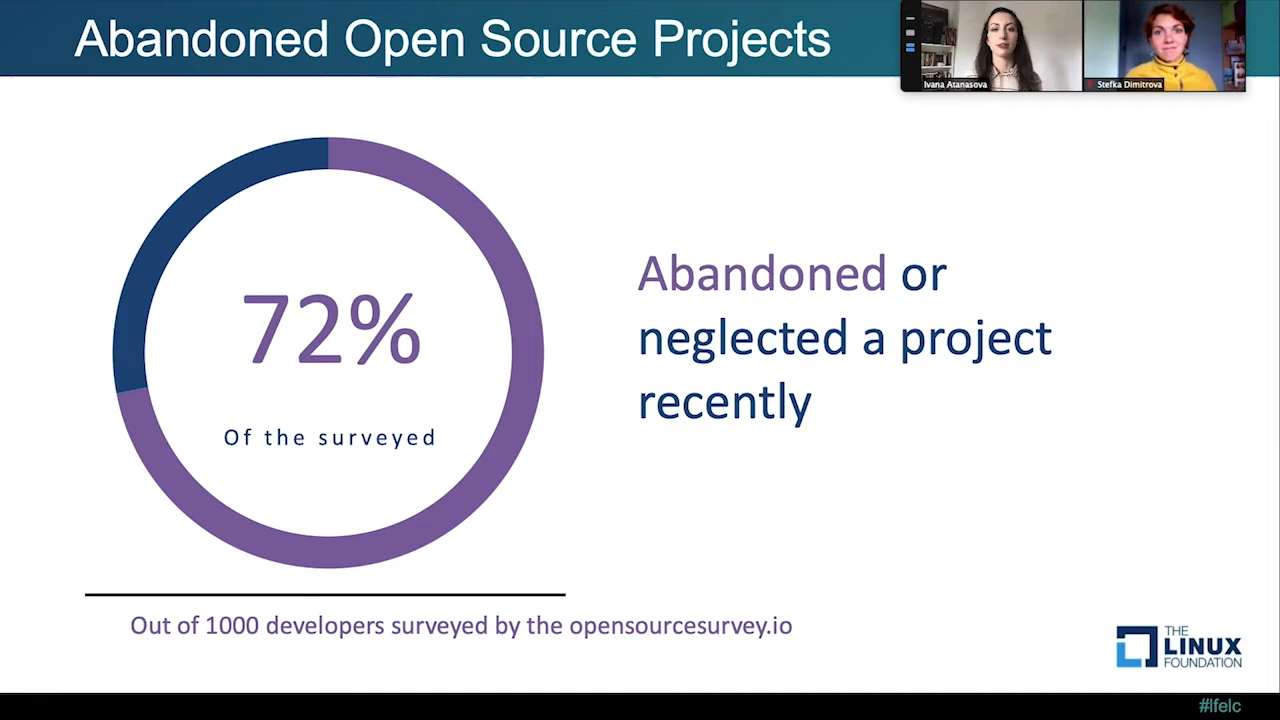 Abandoned Open Source Projects
Ivana Atanasova
Stefka Dimitrova
72%
Of the surveyed
Abandoned or
neglected a project
recently
Out of 1000 developers surveyed by the opensourcesurvey.io
THE
LINUX
FOUNDATION
#lfelc